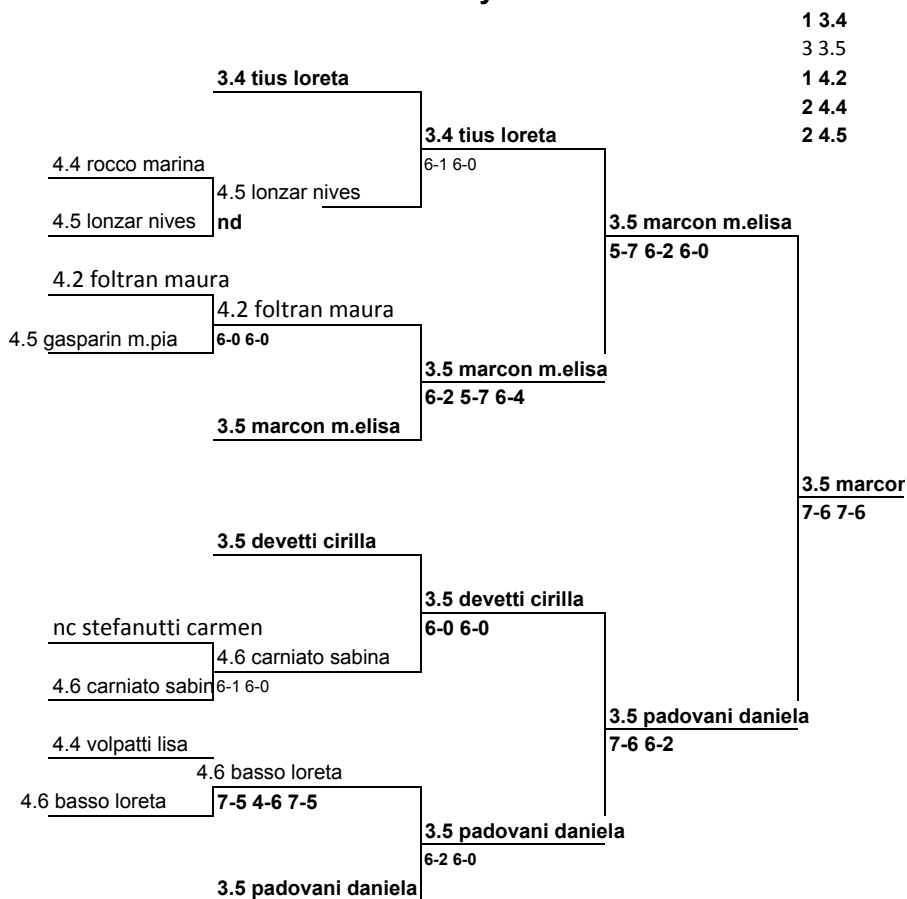 1 3.4
3 3.5
1 4.2
2 4.4
2 4.5
3.4 tius loreta
3.4 tius loreta
6-1 6-0
4.4 rocco marina
4.5 lonzar nives
4.5 lonzar nives
nd
3.5 marcon m.elisa
5-7 6-2 6-0
4.2 foltran maura
4.2 foltran maura
4.5 gasparin m.pia
6-0 6-0
3.5 marcon m.elisa
6-2 5-7 6-4
3.5 marcon m.elisa
3.5 marcon
7-6 7-6
3.5 devetti cirilla
3.5 devetti cirilla
6-0 6-0
nc stefanutti carmen
4.6 carniato sabina
4.6 carniato sabin
6-1 6-0
3.5 padovani daniela
7-6 6-2
4.4 volpatti lisa
4.6 basso loreta
4.6 basso loreta
7-5 4-6 7-5
3.5 padovani daniela
6-2 6-0
3.5 padovani daniela